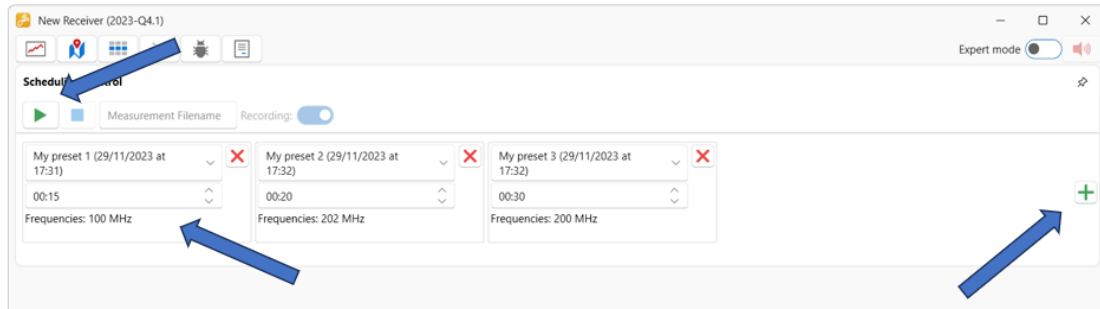 New Receiver (2023-Q4.1)
Expert mode
Measurement Filename Recording:
My preset 1 (29/11/2023 at
17:31)
00:15
Frequencies: 100 MHz
My preset 2 (29/11/2023 at
17:32)
00:20
Frequencies: 202 MHz
My preset 3 (29/11/2023 at
17:32)
00:30
Frequencies: 200 MHz